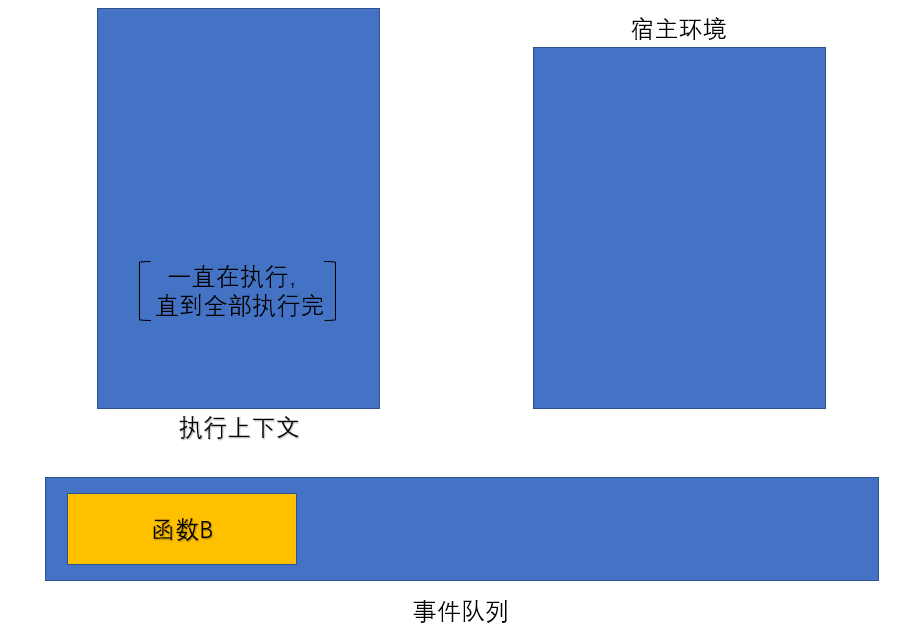 宿主环境
一直在执行,
直到全部执行完
执行上下文
函数B
事件队列